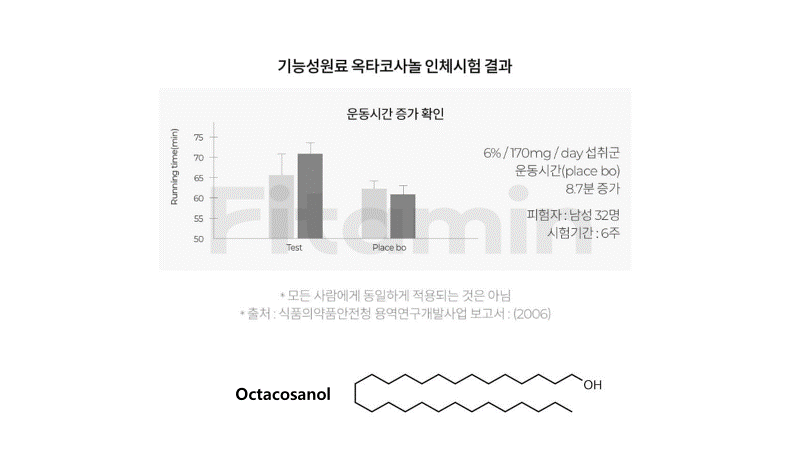 기능성원료 옥타코사놀 인체시험 결과
운동시간 증가 확인
Running time(min)
75
70
65
60
55
50
Test
Place bo
6% / 170mg / day 섭취군
운동시간(place bo)
8.7분 증가
피험자 : 남성 32명
시험기간 : 6주
Fitamin
* 모든 사람에게 동일하게 적용되는 것은 아님
* 출처 : 식품의약품안전청 용역연구개발사업 보고서 : (2006)
Octacosanol
OH